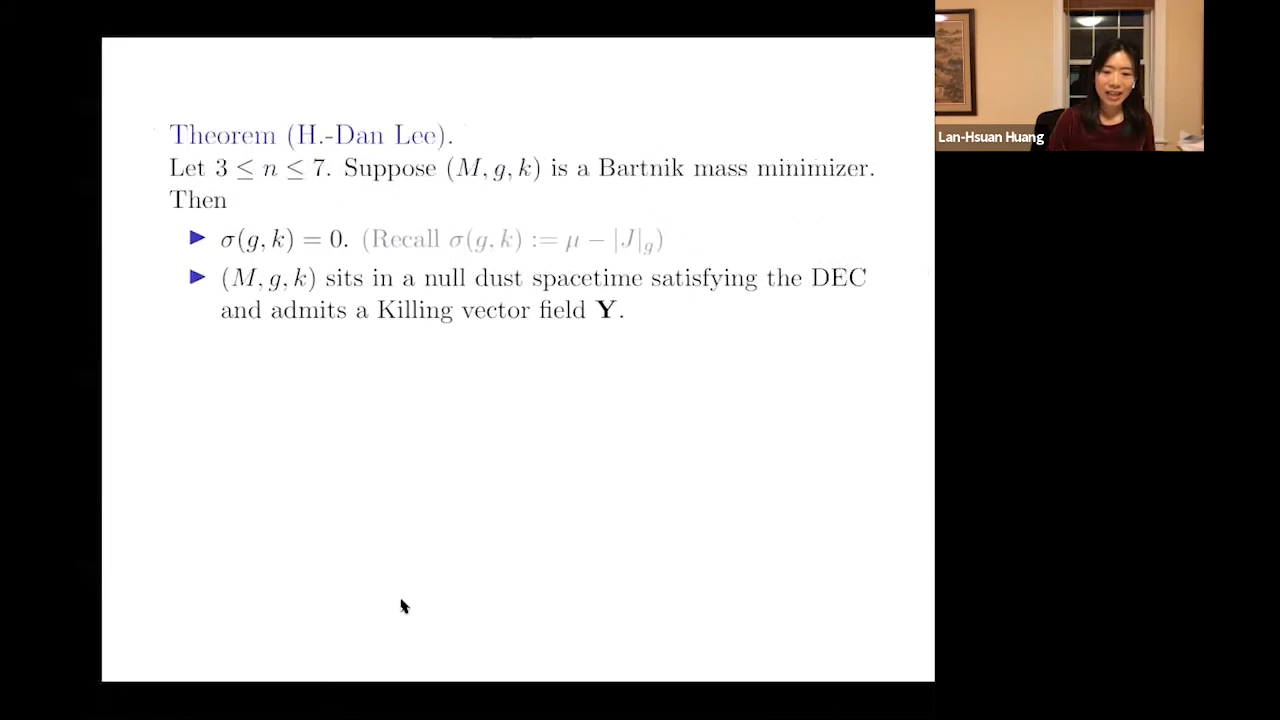 Theorem (H.-Dan Lee).
Let 3 ≤ n ≤ 7. Suppose (M, g, k) is a Bartnik mass minimizer.
Then
▶ σ(g, k) = 0. (Recall σ(g, k) := μ − |J|_g)
▶ (M, g, k) sits in a null dust spacetime satisfying the DEC
and admits a Killing vector field Y.
Lan-Hsuan Huang